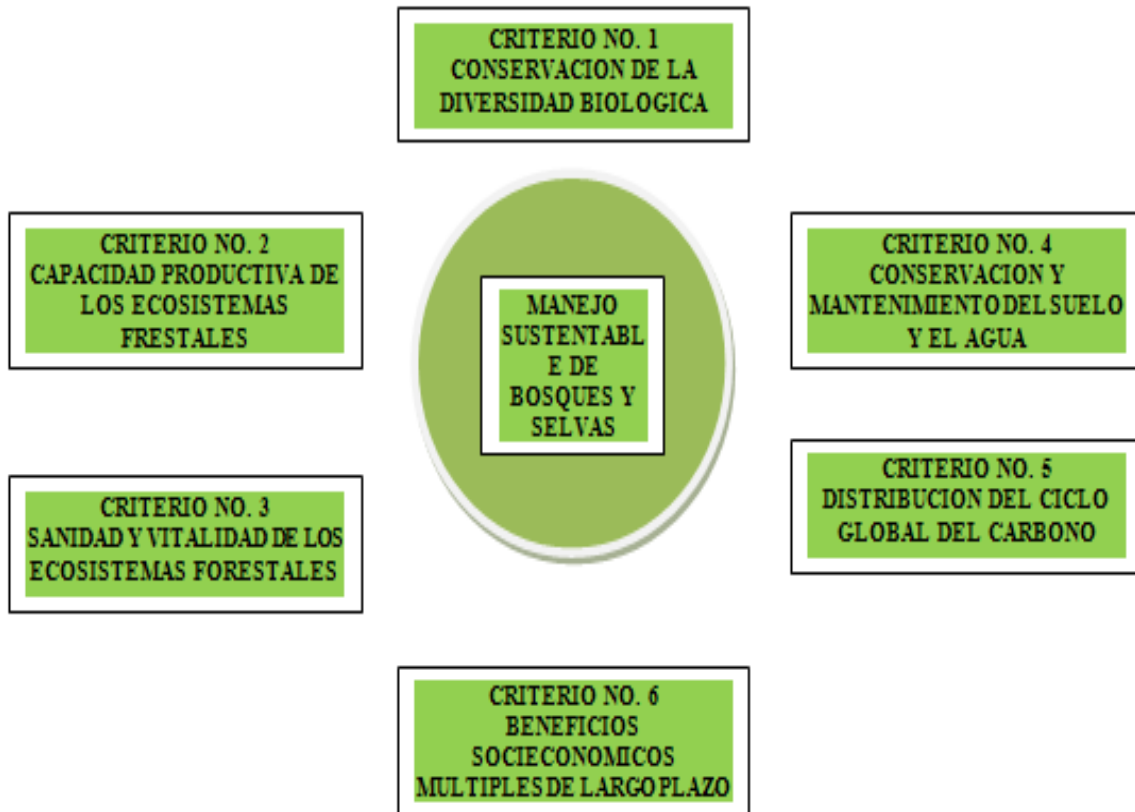 CRITERIO NO. 1
CONSERVACION DE LA
DIVERSIDAD BIOLOGICA
CRITERIO NO. 2
CAPACIDAD PRODUCTIVA DE
LOS ECOSISTEMAS
FRESTALES
CRITERIO NO. 4
CONSERVACION Y
MANTENIMIENTO DEL SUELO
Y EL AGUA
MANEJO
SUSTENTABL
E DE
BOSQUES Y
SELVAS
CRITERIO NO. 3
SANIDAD Y VITALIDAD DE LOS
ECOSISTEMAS FORESTALES
CRITERIO NO. 5
DISTRIBUCION DEL CICLO
GLOBAL DEL CARBONO
CRITERIO NO. 6
BENEFICIOS
SOCIECONOMICOS
MULTIPLES DE LARGO PLAZO